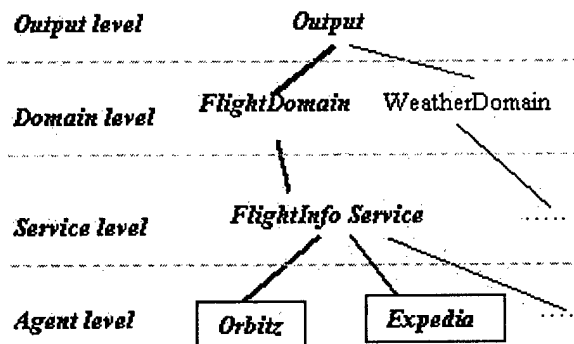 Output level Output
Domain level FlightDomain WeatherDomain
Service level FlightInfo Service .....
Agent level Orbitz Expedia .....